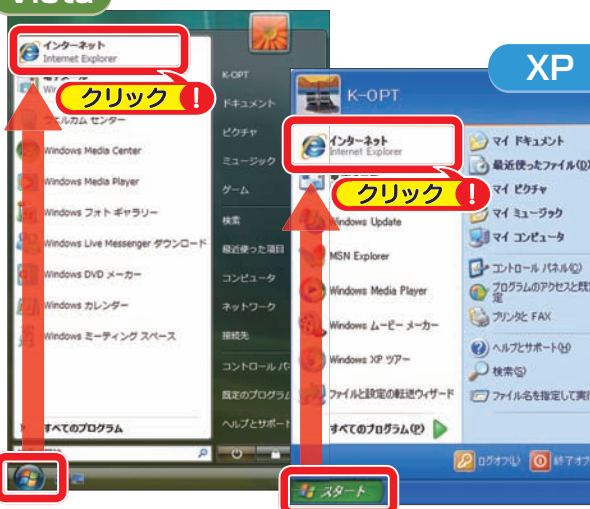 Vista
インターネット
Internet Explorer
クリック!
ウェルカム センター
Windows Media Center
Windows Media Player
Windows フォト ギャラリー
Windows Live Messenger ダウンロード
Windows DVD メーカー
Windows カレンダー
Windows ミーティング スペース
すべてのプログラム
K-OPT
ドキュメント
ピクチャ
ミュージック
ゲーム
検索
最近使った項目
コンピュータ
ネットワーク
接続先
コントロール パ
既定のプログラム
ヘルプとサポート
XP
K-OPT
インターネット
Internet Explorer
クリック!
Windows Update
MSN Explorer
Windows Media Player
Windows ムービー メーカー
Windows XP ツアー
ファイルと設定の転送ウィザード
すべてのプログラム(P)
マイ ドキュメント
最近使ったファイル(D)
マイ ピクチャ
マイ ミュージック
マイ コンピュータ
コントロール パネル(C)
プログラムのアクセスと既
定
プリンタと FAX
ヘルプとサポート(H)
検索(S)
ファイル名を指定して実行
ログオフ(L)
終了オプ
スタート